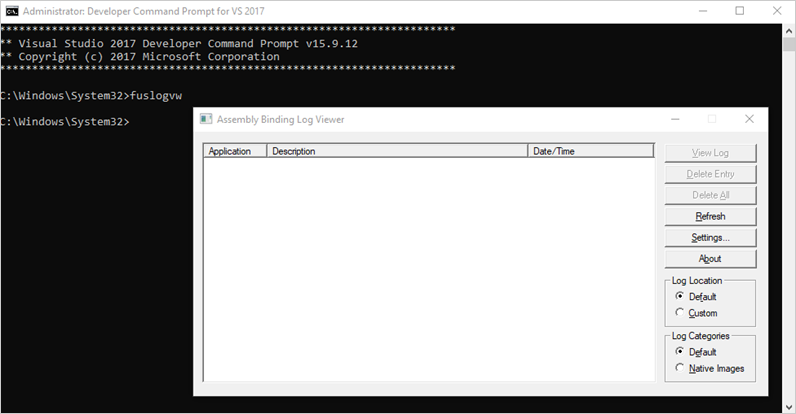 Administrator: Developer Command Prompt for VS 2017
**********************************************************************
** Visual Studio 2017 Developer Command Prompt v15.9.12
** Copyright (c) 2017 Microsoft Corporation
**********************************************************************
C:\Windows\System32>fuslogvw
C:\Windows\System32>
Assembly Binding Log Viewer
Application Description Date/Time
View Log
Delete Entry
Delete All
Refresh
Settings...
About
Log Location
Default
Custom
Log Categories
Default
Native Images